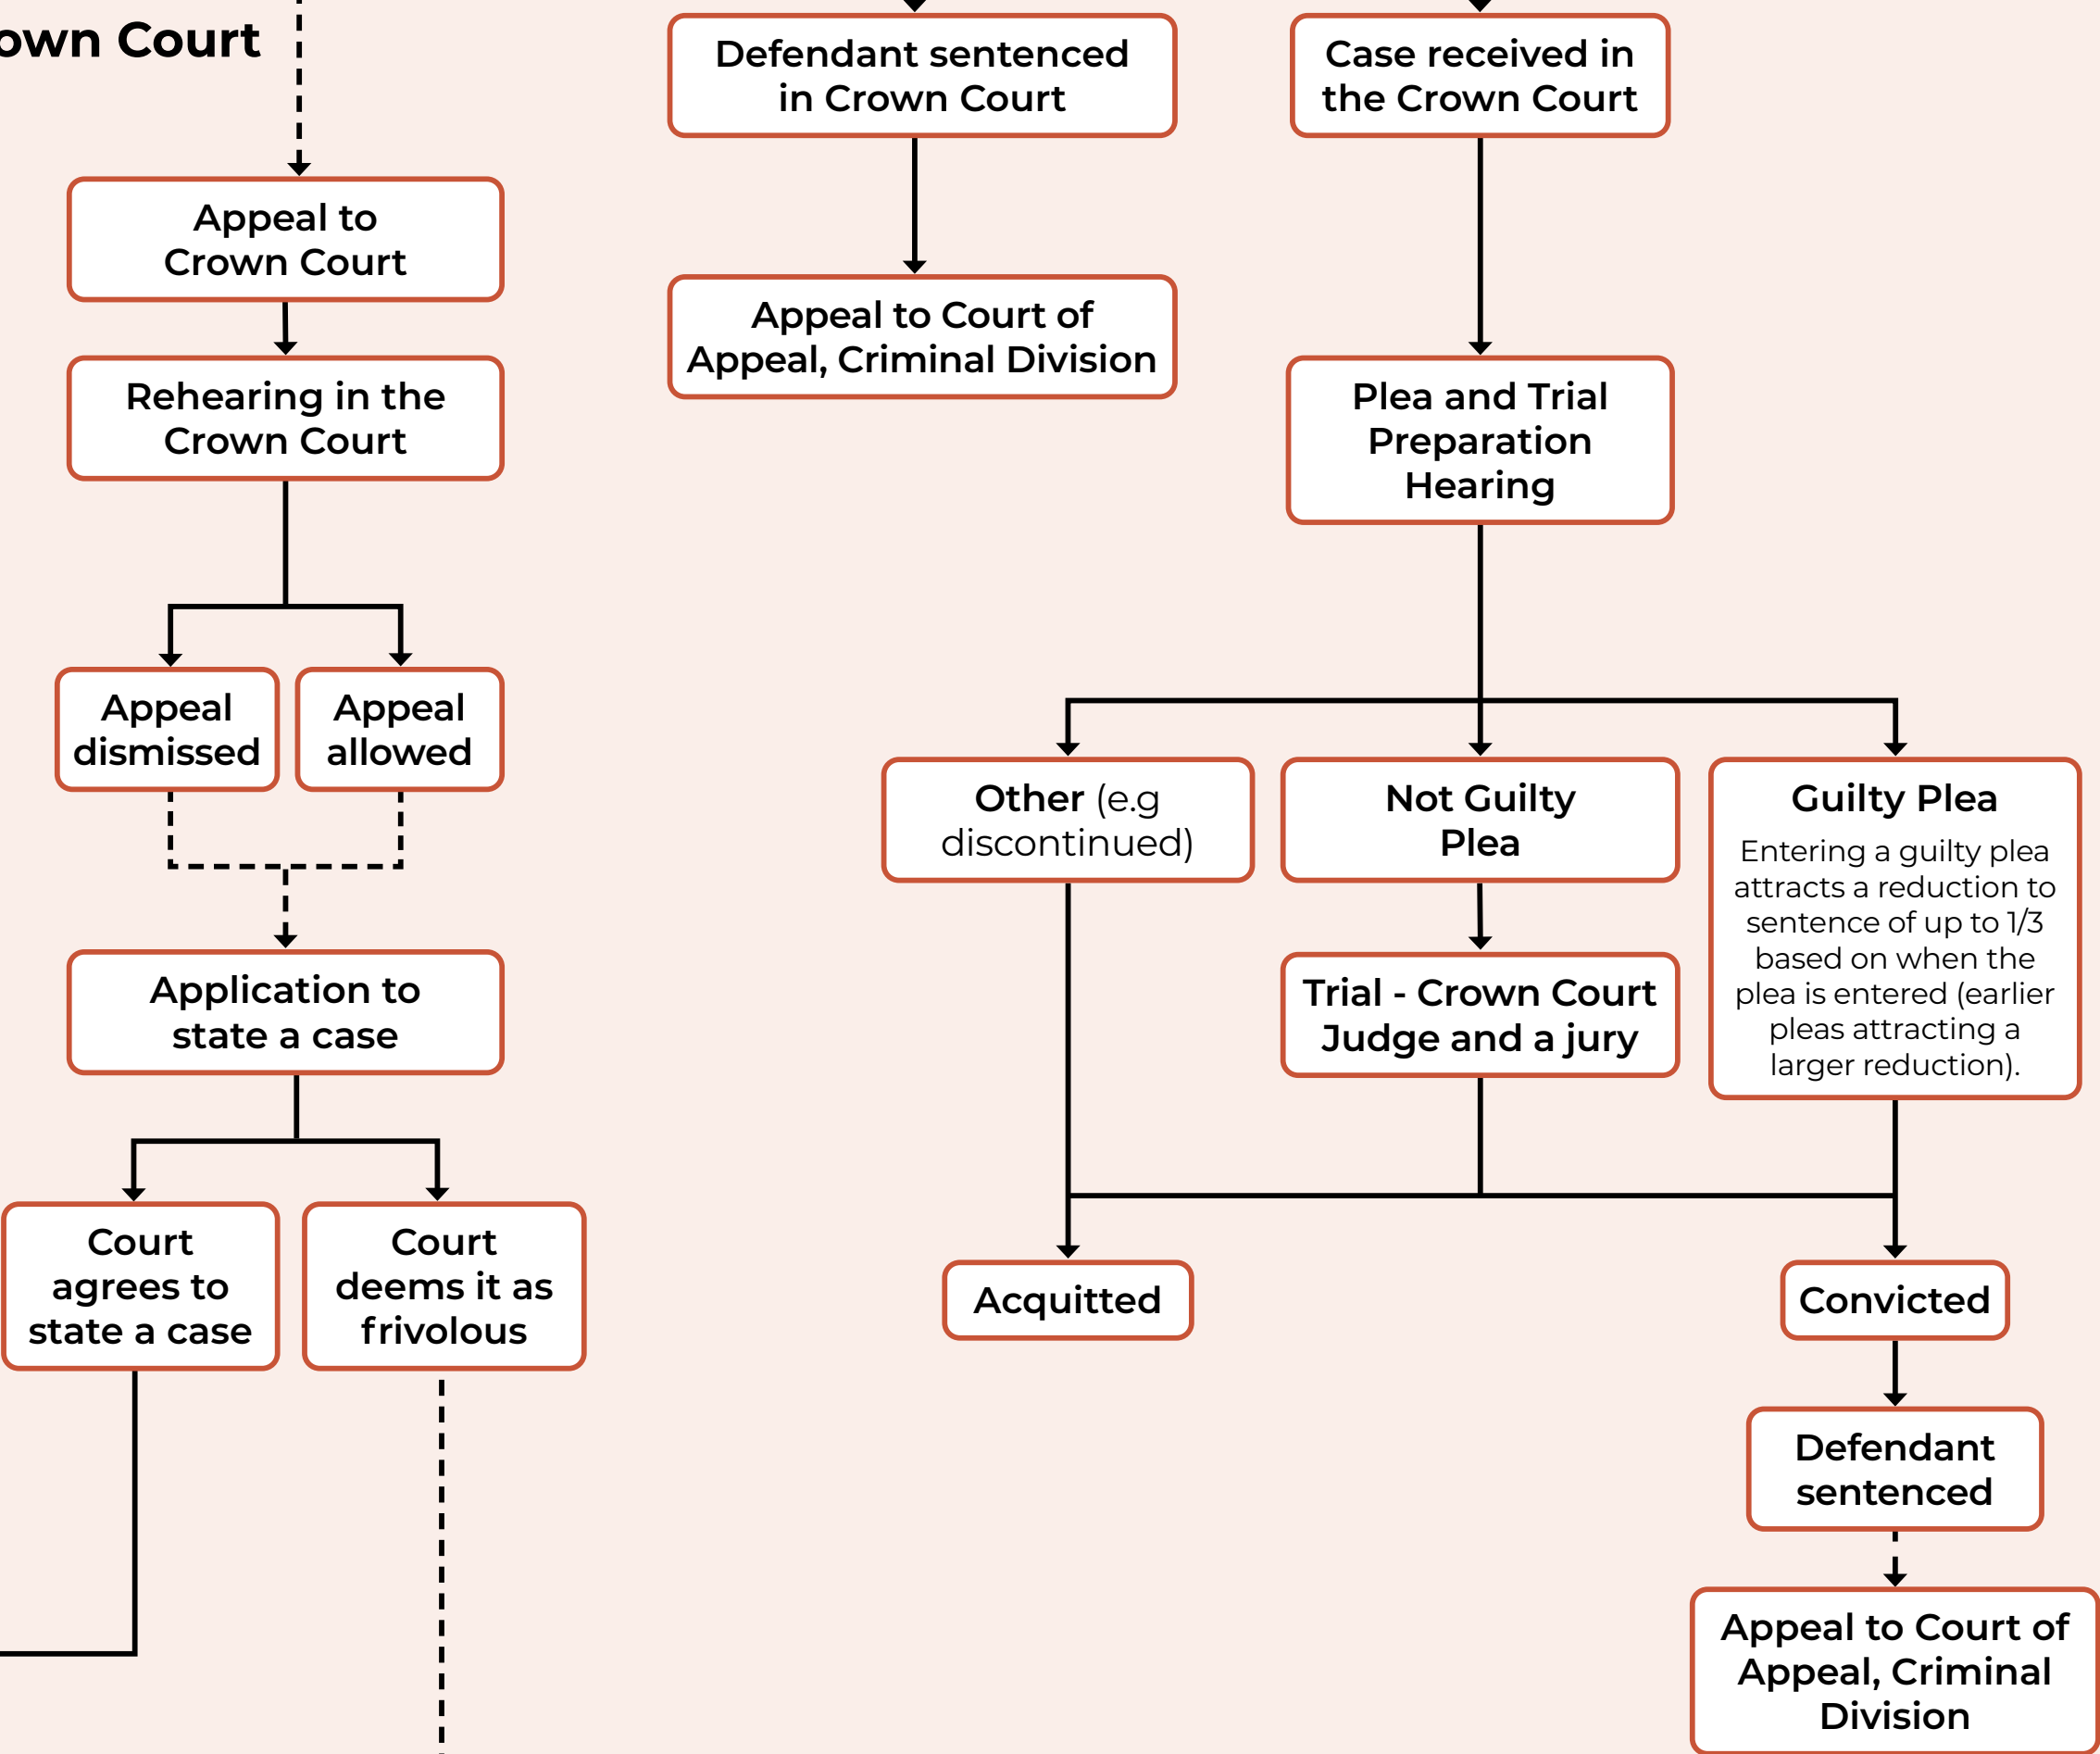 own Court
Appeal to
Crown Court
Rehearing in the
Crown Court
Appeal
dismissed
Appeal
allowed
Application to
state a case
Court
agrees to
state a case
Court
deems it as
frivolous
Defendant sentenced
in Crown Court
Appeal to Court of
Appeal, Criminal Division
Case received in
the Crown Court
Plea and Trial
Preparation
Hearing
Other (e.g
discontinued)
Not Guilty
Plea
Trial - Crown Court
Judge and a jury
Guilty Plea
Entering a guilty plea
attracts a reduction to
sentence of up to 1/3
based on when the
plea is entered (earlier
pleas attracting a
larger reduction).
Acquitted
Convicted
Defendant
sentenced
Appeal to Court of
Appeal, Criminal
Division